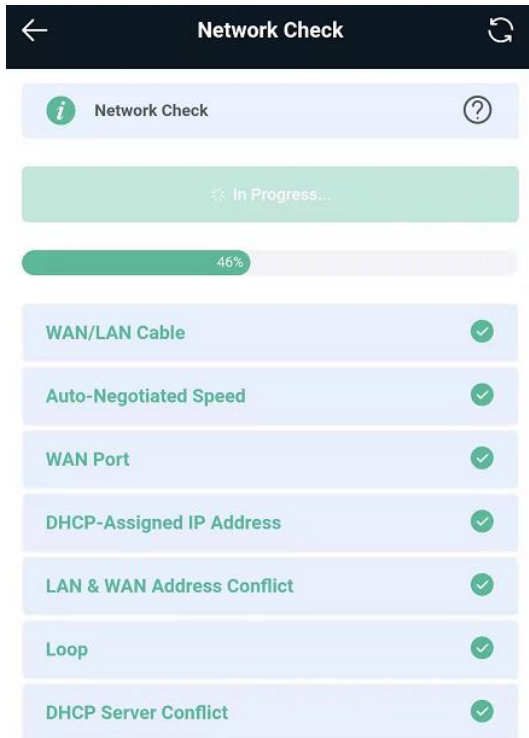 Network Check
Network Check
In Progress...
46%
WAN/LAN Cable
Auto-Negotiated Speed
WAN Port
DHCP-Assigned IP Address
LAN & WAN Address Conflict
Loop
DHCP Server Conflict